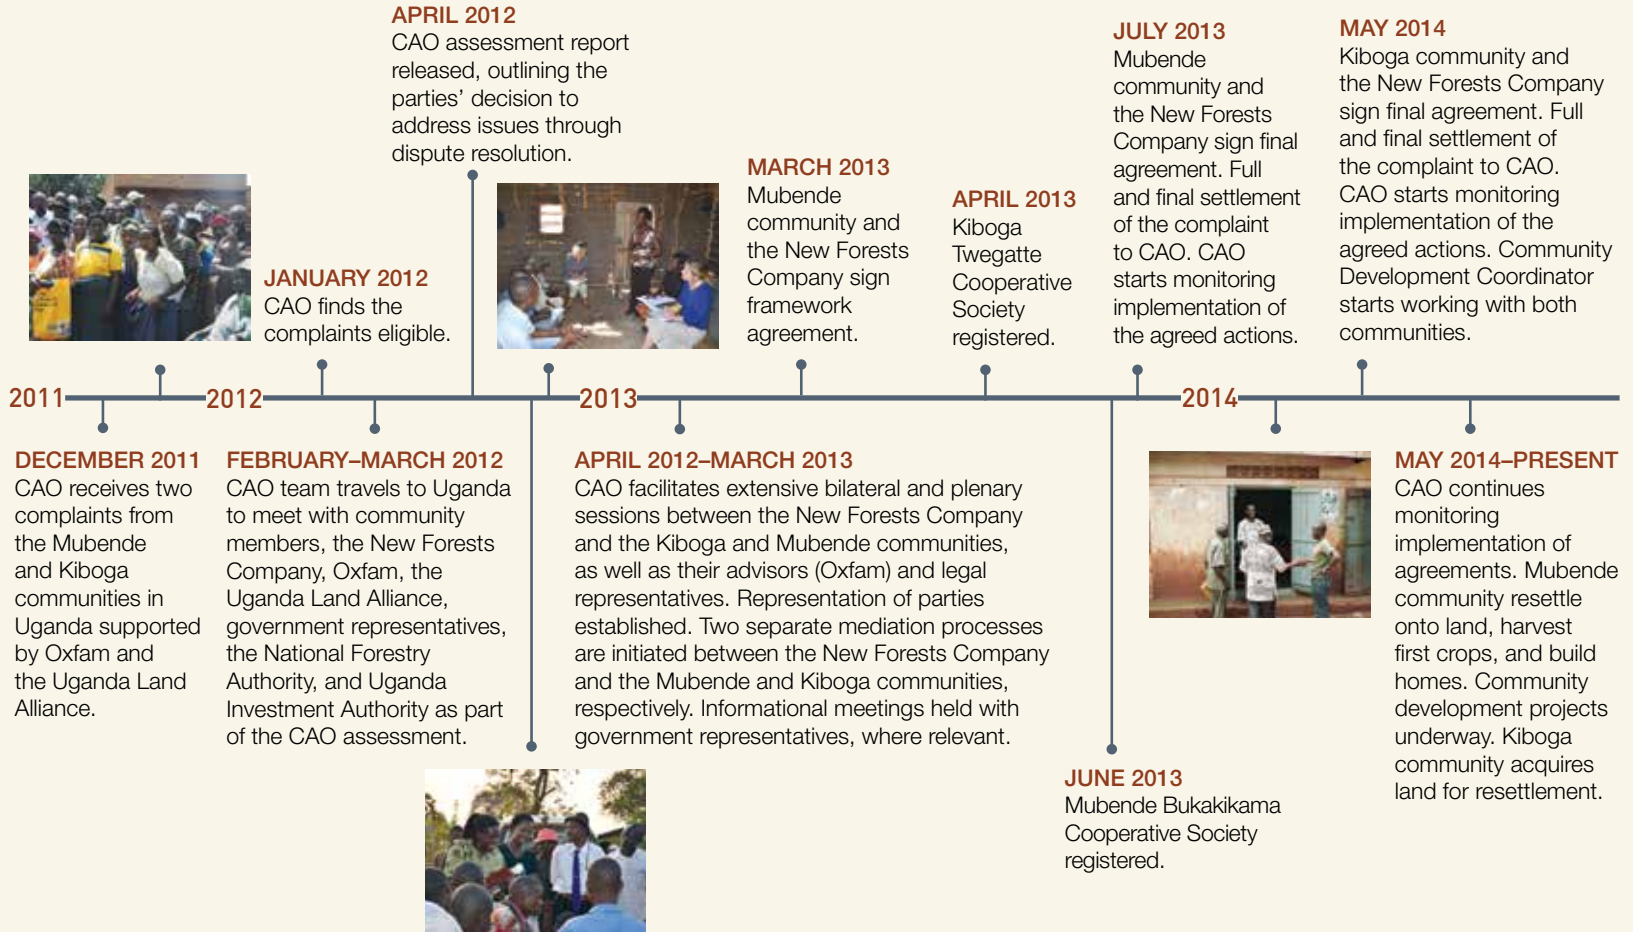 APRIL 2012
CAO assessment report
released, outlining the
parties’ decision to
address issues through
dispute resolution.
JANUARY 2012
CAO finds the
complaints eligible.
MARCH 2013
Mubende
community and
the New Forests
Company sign
framework
agreement.
APRIL 2013
Kiboga
Twegatte
Cooperative
Society
registered.
JULY 2013
Mubende
community and
the New Forests
Company sign final
agreement. Full
and final settlement
of the complaint
to CAO. CAO
starts monitoring
implementation of
the agreed actions.
MAY 2014
Kiboga community and
the New Forests Company
sign final agreement. Full
and final settlement of
the complaint to CAO.
CAO starts monitoring
implementation of the
agreed actions. Community
Development Coordinator
starts working with both
communities.
2011
2012
2013
2014
DECEMBER 2011
CAO receives two
complaints from
the Mubende
and Kiboga
communities in
Uganda supported
by Oxfam and
the Uganda Land
Alliance.
FEBRUARY–MARCH 2012
CAO team travels to Uganda
to meet with community
members, the New Forests
Company, Oxfam, the
Uganda Land Alliance,
government representatives,
the National Forestry
Authority, and Uganda
Investment Authority as part
of the CAO assessment.
APRIL 2012–MARCH 2013
CAO facilitates extensive bilateral and plenary
sessions between the New Forests Company
and the Kiboga and Mubende communities,
as well as their advisors (Oxfam) and legal
representatives. Representation of parties
established. Two separate mediation processes
are initiated between the New Forests Company
and the Mubende and Kiboga communities,
respectively. Informational meetings held with
government representatives, where relevant.
JUNE 2013
Mubende Bukakikama
Cooperative Society
registered.
MAY 2014–PRESENT
CAO continues
monitoring
implementation of
agreements. Mubende
community resettle
onto land, harvest
first crops, and build
homes. Community
development projects
underway. Kiboga
community acquires
land for resettlement.